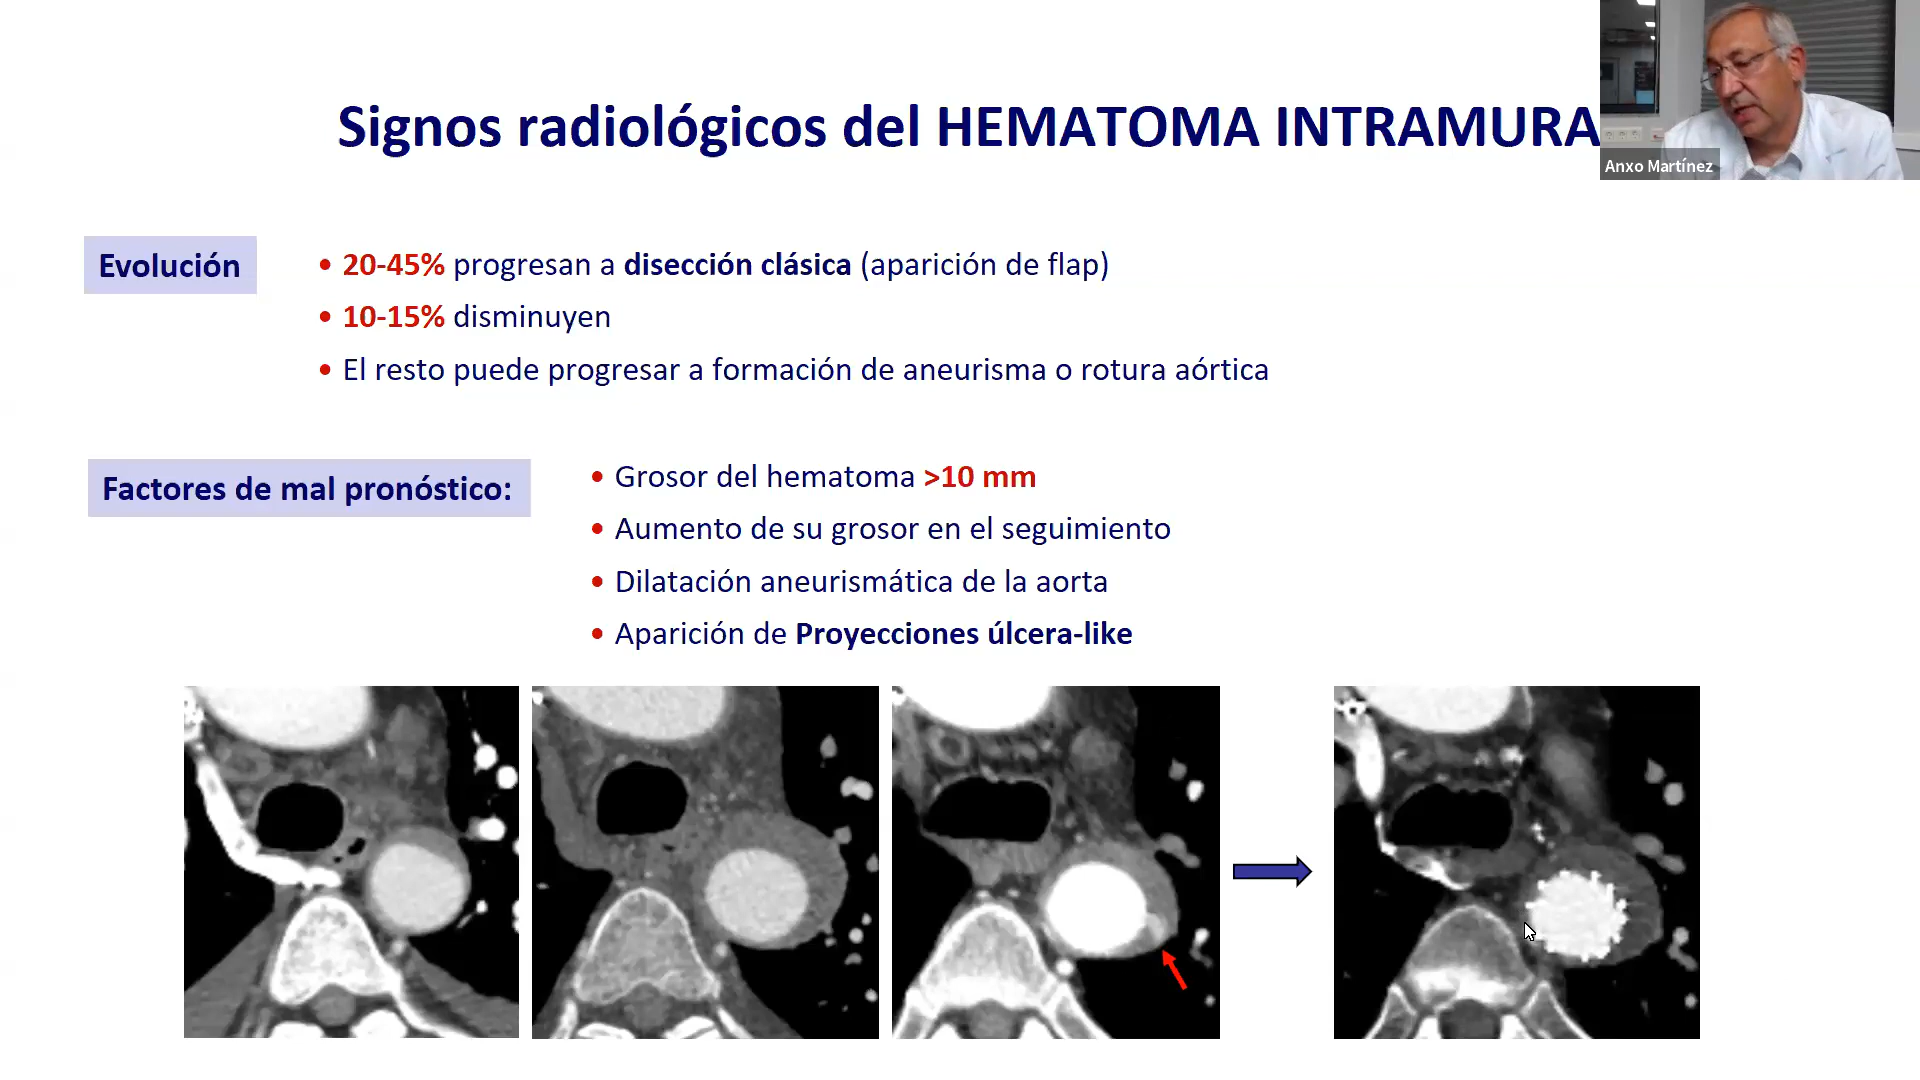 Signos radiológicos del HEMATOMA INTRAMURA
Anxo Martínez
Evolución
• 20-45% progresan a disección clásica (aparición de flap)
• 10-15% disminuyen
• El resto puede progresar a formación de aneurisma o rotura aórtica
Factores de mal pronóstico:
• Grosor del hematoma >10 mm
• Aumento de su grosor en el seguimiento
• Dilatación aneurismática de la aorta
• Aparición de Proyecciones úlcera-like